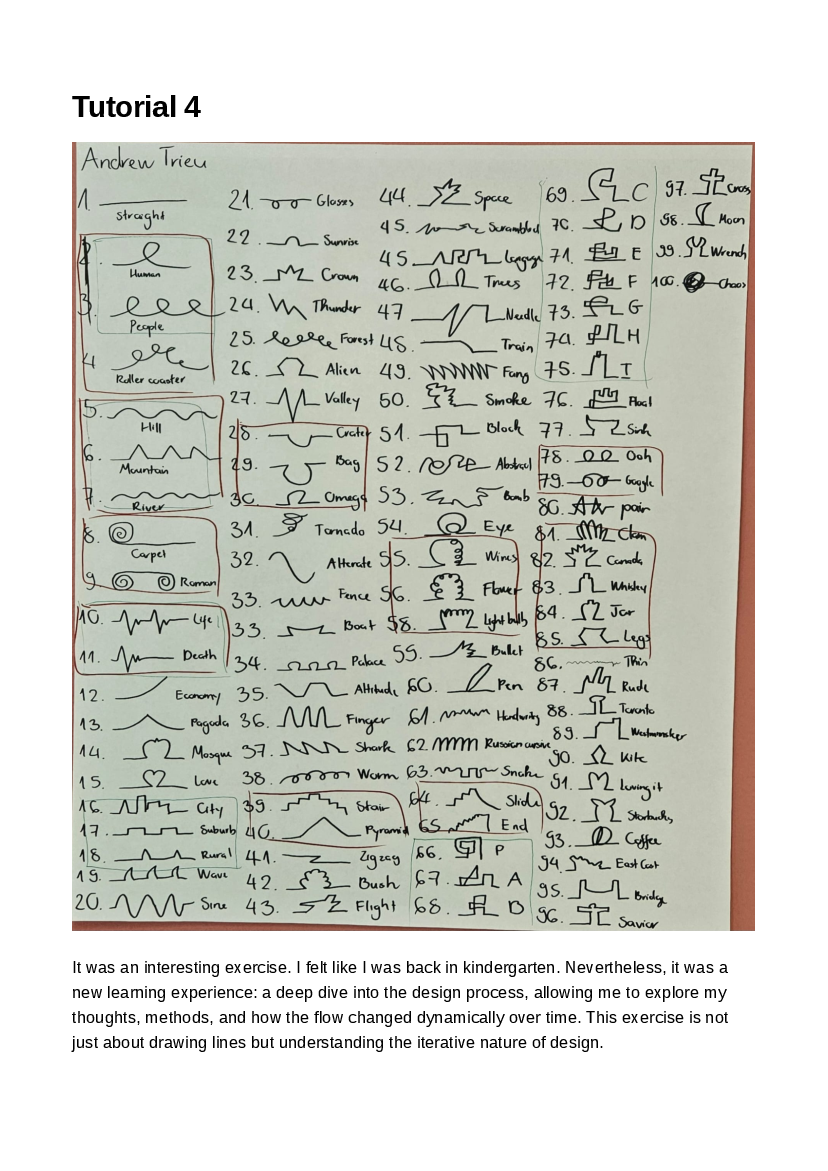 Tutorial 4
Andrew Trieu
1. Straight
2. Human
3. People
4 Roller coaster
5. Hill
6. Mountain
7. River
8. Carpet
9. Roman
10. Life
11. Death
12. Economy
13. Pagoda
14. Mosque
15. Love
16. City
17. Suburb
18. Rural
19. Wave
20. Sine
21. Glasses
22. Sunrise
23. Crown
24. Thunder
25. Forest
26. Alien
27. Valley
28. Crater
29. Bag
30. Omega
31. Tornado
32. Alterate
33. Fence
33. Boat
34. Palace
35. Altitude
36. Finger
37. Shark
38. Worm
39. Stair
40. Pyramid
41. Zigzag
42. Bush
43. Flight
44. Space
45. Scrambled
45
46. Trees
47 Needle
48. Train
49. Fang
50. Smoke
51. Block
52. Abstract
53. Bomb
54. Eye
55. Wines
56. Flower
58. Light bulb
59. Bullet
60. Pen
61. 
62. Russian cursive
63. Snake
64. Slide
65 End
66. P
67. A
68.
69. C
70. D
71. E
72. F
73. G
74. H
75. I
76.
77. Sink
78. Ooh
79. Google
80. pair
81.
82. Canada
83. Whiskey
84. Jar
85. Legs
86. Thin
87. Rude
88. Toronto
89. Westminster
90. Kite
91. Loving it
92. Starbucks
93. Coffee
94. East Cost
95. Bridge
96. Savior
97. Cross
98. Moon
99. Wrench
100. Chaos
It was an interesting exercise. I felt like I was back in kindergarten. Nevertheless, it was a
new learning experience: a deep dive into the design process, allowing me to explore my
thoughts, methods, and how the flow changed dynamically over time. This exercise is not
just about drawing lines but understanding the iterative nature of design.